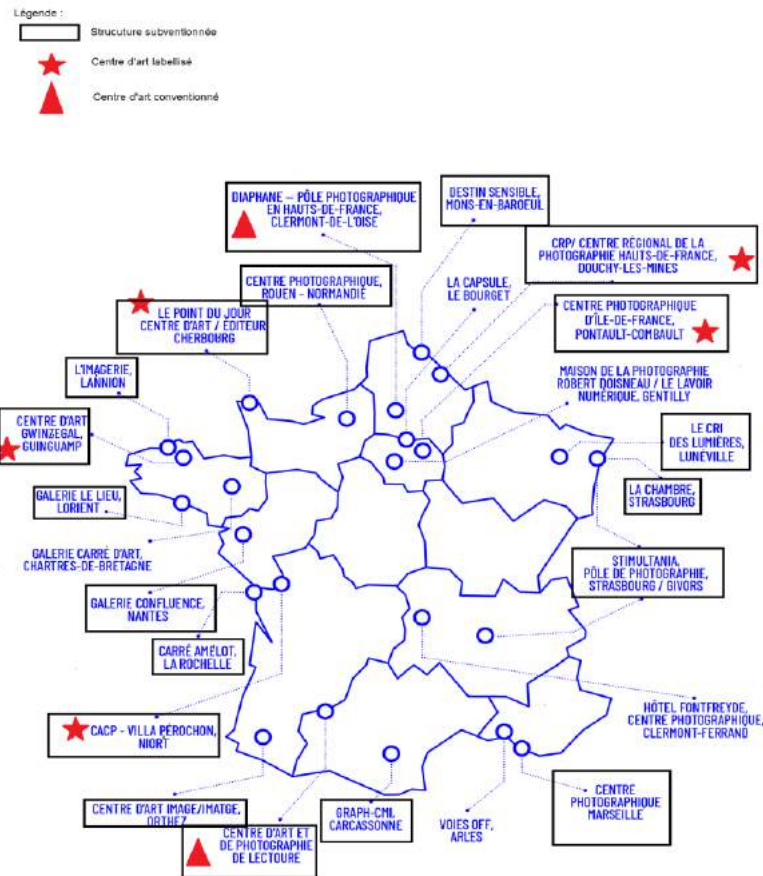 Légende :
Strucuture subventionnée
Centre d'art labellisé
Centre d'art conventionné
DIAPHANE – PÔLE PHOTOGRAPHIQUE
EN HAUTS-DE-FRANCE,
CLERMONT-DE-L'OISE
DESTIN SENSIBLE,
MONS-EN-BAROEUL
CRP/ CENTRE RÉGIONAL DE LA
PHOTOGRAPHIE HAUTS-DE-FRANCE,
DOUCHY-LES-MINES
CENTRE PHOTOGRAPHIQUE,
ROUEN - NORMANDIE
LA CAPSULE,
LE BOURGET
CENTRE PHOTOGRAPHIQUE
D'ÎLE-DE-FRANCE,
PONTAULT-COMBAULT
LE POINT DU JOUR
CENTRE D'ART / ÉDITEUR
CHERBOURG
L'IMAGERIE,
LANNION
MAISON DE LA PHOTOGRAPHIE
ROBERT DOISNEAU / LE LAVOIR
NUMÉRIQUE, GENTILLY
CENTRE D'ART
GWINZEGAL,
GUINGUAMP
LE CRI
DES LUMIÈRES,
LUNÉVILLE
GALERIE LE LIEU,
LORIENT
LA CHAMBRE,
STRASBOURG
GALERIE CARRÉ D'ART,
CHARTRES-DE-BRETAGNE
STIMULTANIA,
PÔLE DE PHOTOGRAPHIE,
STRASBOURG / GIVORS
GALERIE CONFLUENCE,
NANTES
CARRÉ AMELOT,
LA ROCHELLE
CACP - VILLA PÉROCHON,
NIORT
HÔTEL FONTFREYDE,
CENTRE PHOTOGRAPHIQUE,
CLERMONT-FERRAND
CENTRE D'ART IMAGE/IMATGE,
ORTHEZ
GRAPH-CMI,
CARCASSONNE
VOIES OFF,
ARLES
CENTRE
PHOTOGRAPHIQUE
MARSEILLE
CENTRE D'ART ET
DE PHOTOGRAPHIE
DE LECTOURE